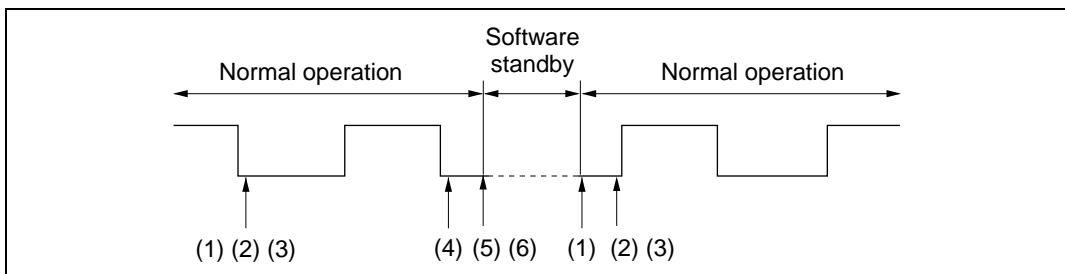 Software
standby
Normal operation
Normal operation
(1) (2) (3)
(4)
(5) (6)
(1)
(2) (3)